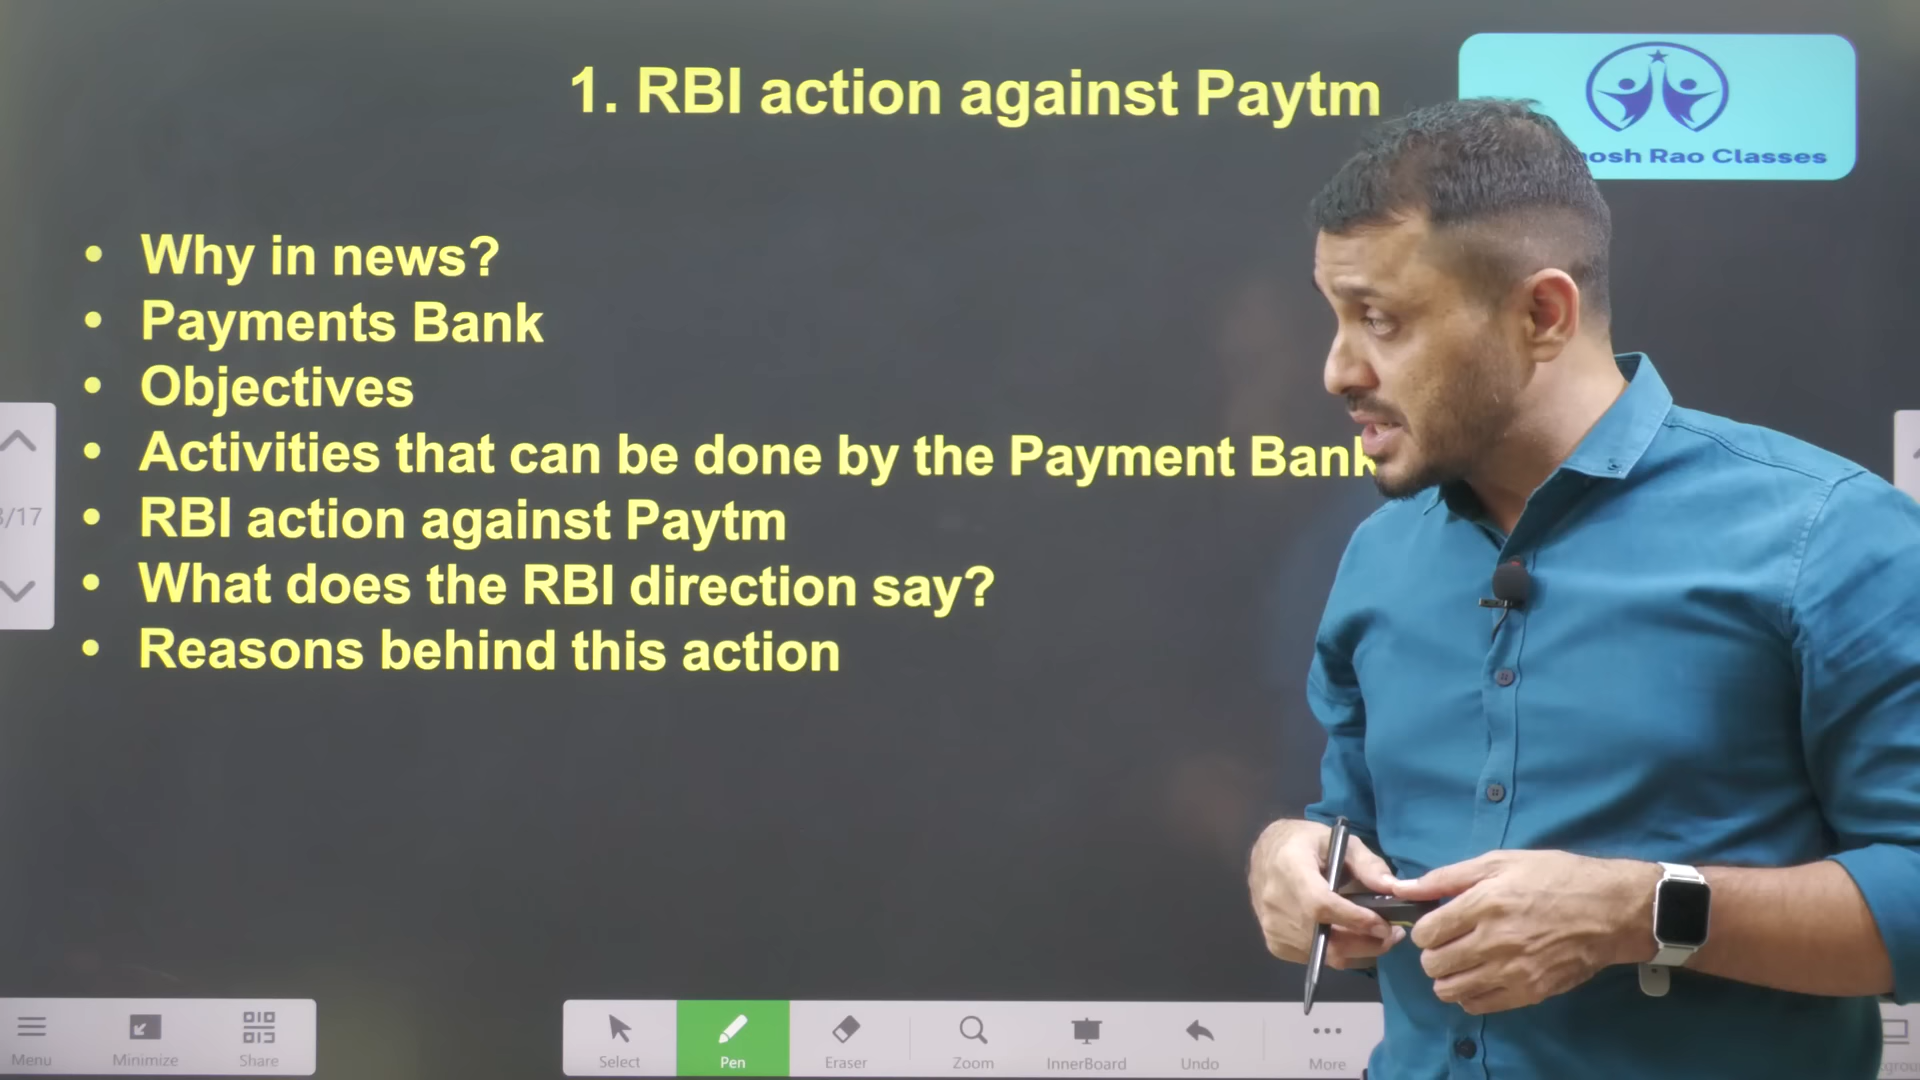 1. RBI action against Paytm
Rao Classes
• Why in news?
• Payments Bank
• Objectives
• Activities that can be done by the Payment Bank
• RBI action against Paytm
• What does the RBI direction say?
• Reasons behind this action
/17
Menu
Minimize
Share
Select
Pen
Eraser
Zoom
InnerBoard
Undo
More